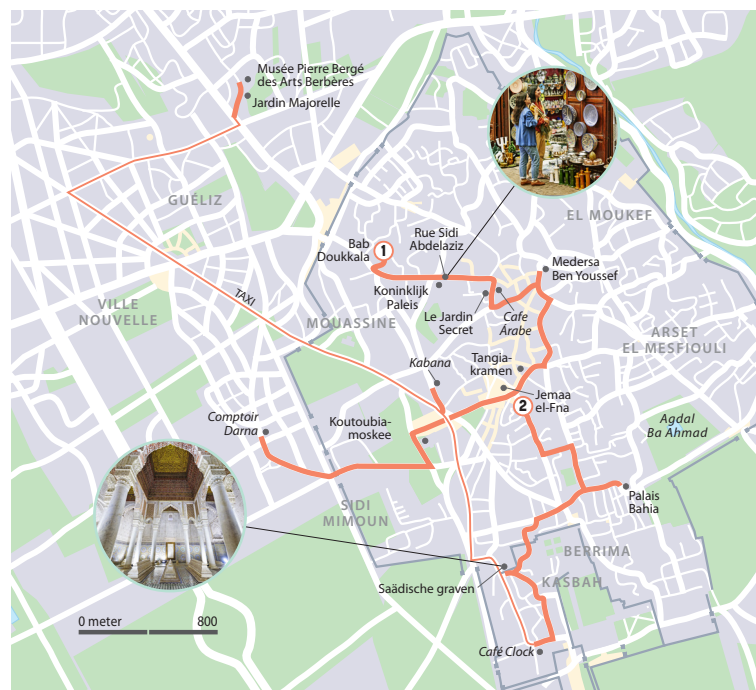 Musée Pierre Bergé
des Arts Berbères
Jardin Majorelle
GUÉLIZ
EL MOUKEF
Rue Sidi
Abdelaziz
Bab
Doukkala
1
Medersa
Ben Youssef
Koninklijk
Paleis
Le Jardin
Secret
Cafe
Árabe
TAXI
VILLE
NOUVELLE
MOUASSINE
ARSET
EL MESFIOULI
Kabana
Tangia-
kramen
Jemaa
el-Fna
2
Comptoir
Darna
Koutoubia-
moskee
Agdal
Ba Ahmad
Palais
Bahia
SIDI
MIMOUN
BERRIMA
KASBAH
Saädische graven
0 meter 800
Café Clock